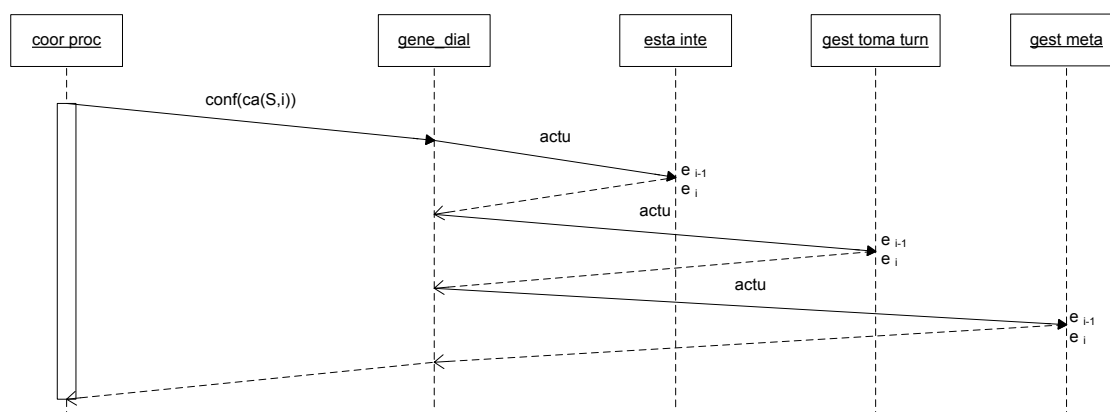 coor proc
gene_dial
esta inte
gest toma turn
gest meta
conf(ca(S,i))
actu
e i-1
e i
actu
e i-1
e i
actu
e i-1
e i